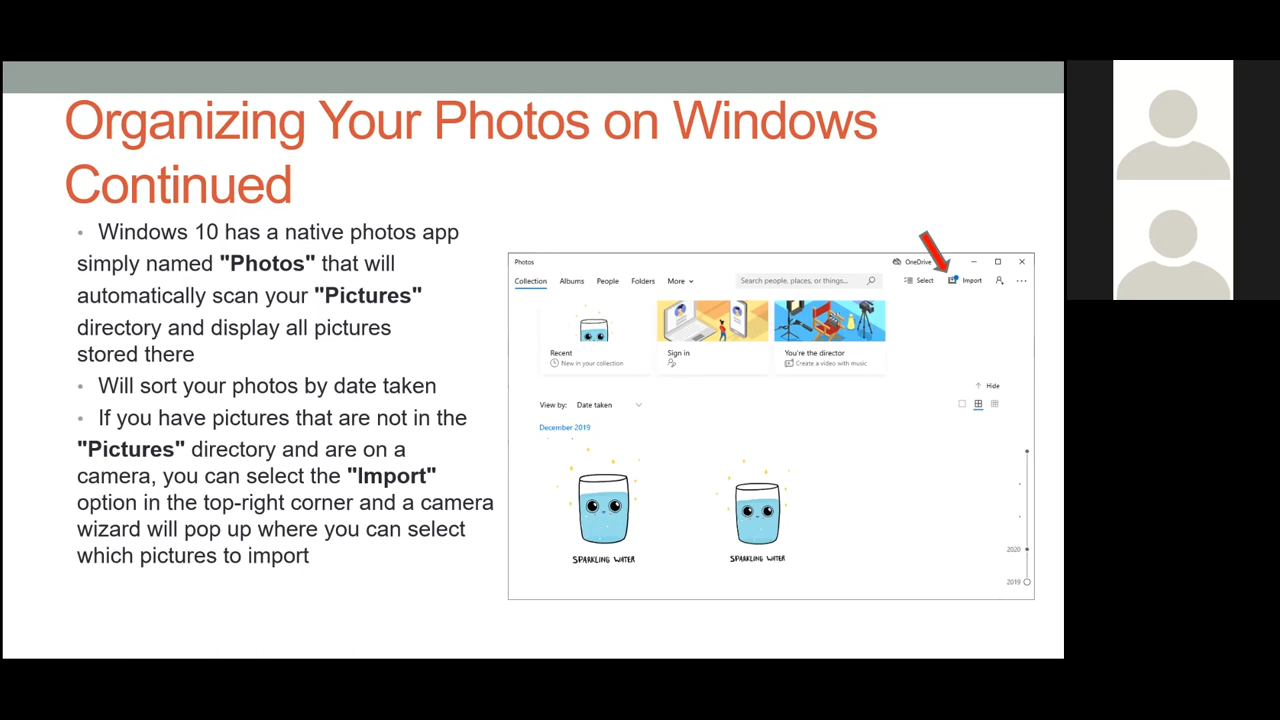 Organizing Your Photos on Windows
Continued
• Windows 10 has a native photos app
simply named "Photos" that will
automatically scan your "Pictures"
directory and display all pictures
stored there
• Will sort your photos by date taken
• If you have pictures that are not in the
"Pictures" directory and are on a
camera, you can select the "Import"
option in the top-right corner and a camera
wizard will pop up where you can select
which pictures to import
Photos
OneDrive
Collection Albums People Folders More
Search people, places, or things...
Select Import
Recent
New in your collection
Sign in
You're the director
Create a video with music
Hide
View by: Date taken
December 2019
SPARKLING WATER
SPARKLING WATER
2020
2019